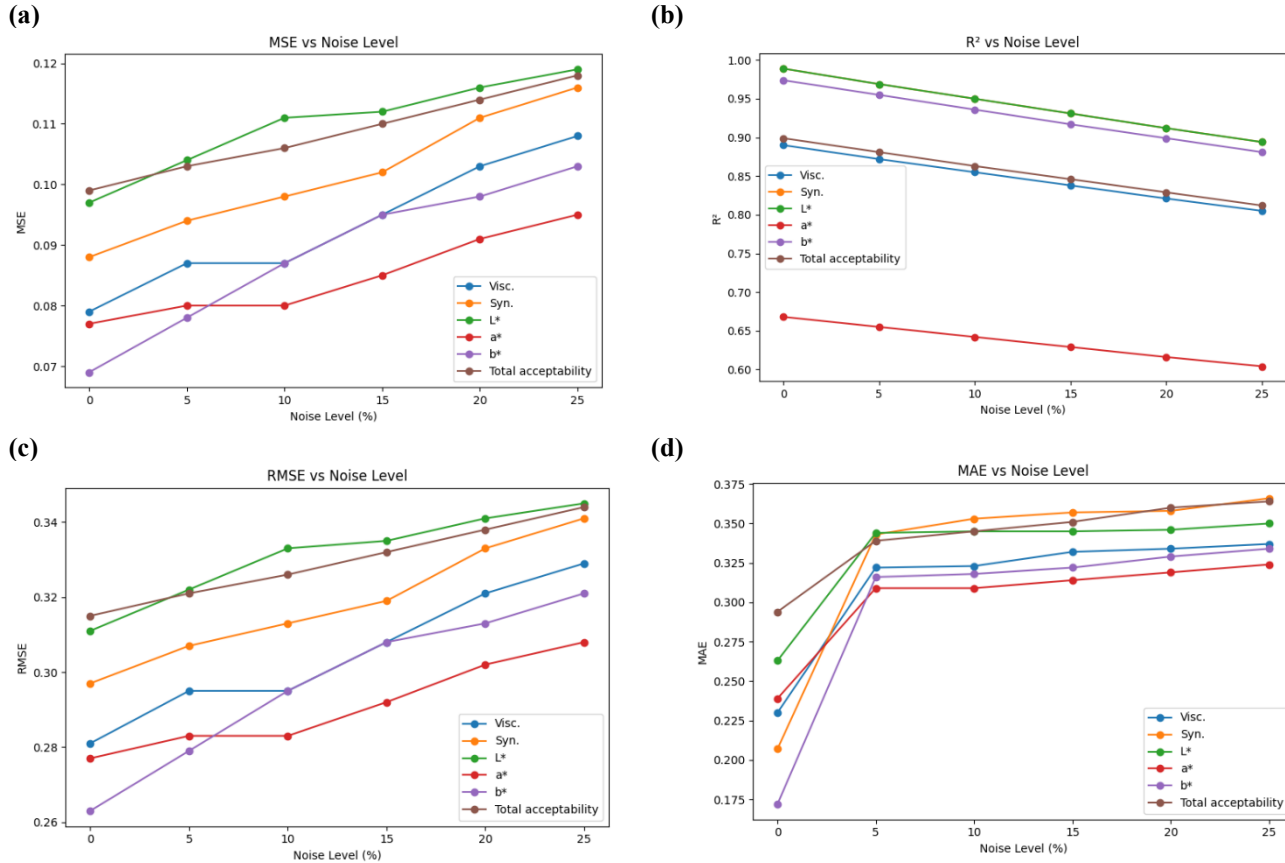 (a)
MSE vs Noise Level
0.12
0.11
0.10
0.09
0.08
0.07
MSE
0
5
10
15
20
25
Noise Level (%)
Visc.
Syn.
L*
a*
b*
Total acceptability
(b)
R² vs Noise Level
1.00
0.95
0.90
0.85
0.80
0.75
0.70
0.65
0.60
R²
0
5
10
15
20
25
Noise Level (%)
Visc.
Syn.
L*
a*
b*
Total acceptability
(c)
RMSE vs Noise Level
0.34
0.32
0.30
0.28
0.26
RMSE
0
5
10
15
20
25
Noise Level (%)
Visc.
Syn.
L*
a*
b*
Total acceptability
(d)
MAE vs Noise Level
0.375
0.350
0.325
0.300
0.275
0.250
0.225
0.200
0.175
MAE
0
5
10
15
20
25
Noise Level (%)
Visc.
Syn.
L*
a*
b*
Total acceptability